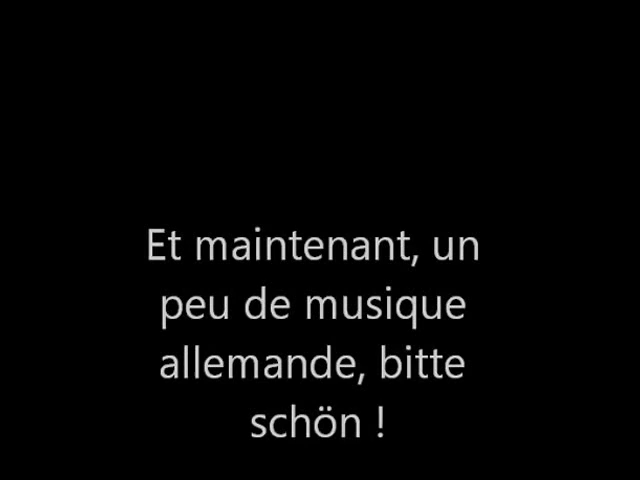 Et maintenant, un
peu de musique
allemande, bitte
schön !